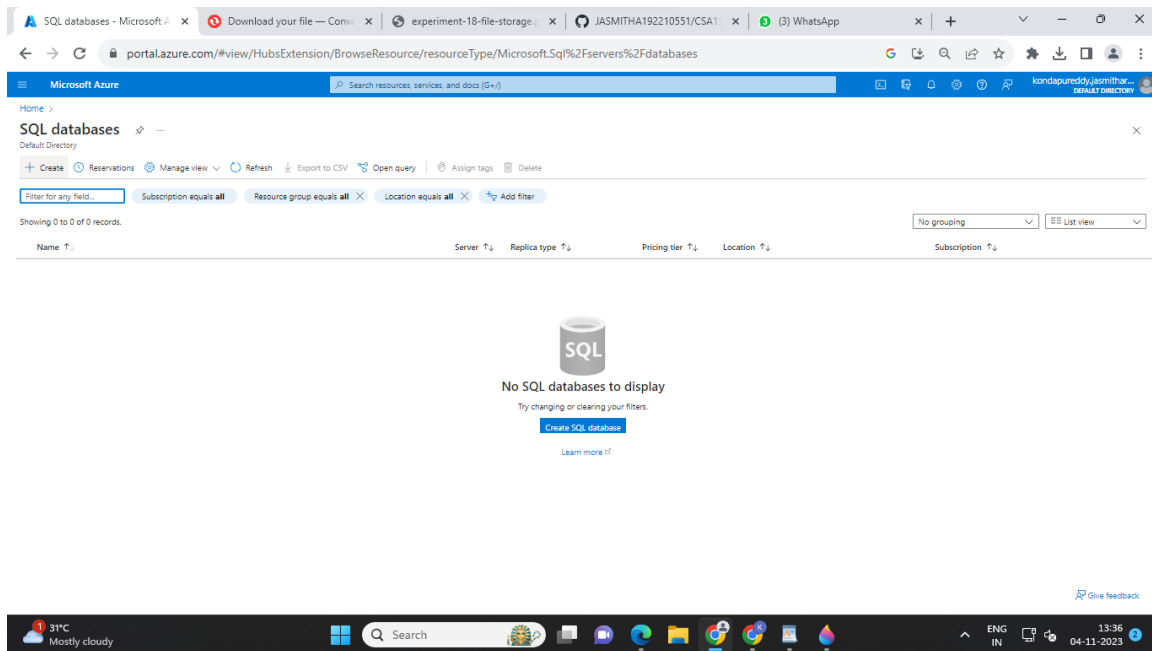 SQL databases - Microsoft A
Download your file — Conve
experiment-18-file-storage.p
JASMITHA192210551/CSA1
(3) WhatsApp
portal.azure.com/#view/HubsExtension/BrowseResource/resourceType/Microsoft.Sql%2Fservers%2Fdatabases
Microsoft Azure
Search resources, services, and docs (G+/)
kondapureddy.jasmithar...
DEFAULT DIRECTORY
Home >
SQL databases
Default Directory
Create Reservations Manage view Refresh Export to CSV Open query Assign tags Delete
Filter for any field... Subscription equals all Resource group equals all Location equals all Add filter
Showing 0 to 0 of 0 records. No grouping List view
Name Server Replica type Pricing tier Location Subscription
SQL
No SQL databases to display
Try changing or clearing your filters.
Create SQL database
Learn more
Give feedback
1 31°C
Mostly cloudy
Search
K
ENG
IN
13:36
04-11-2023
2